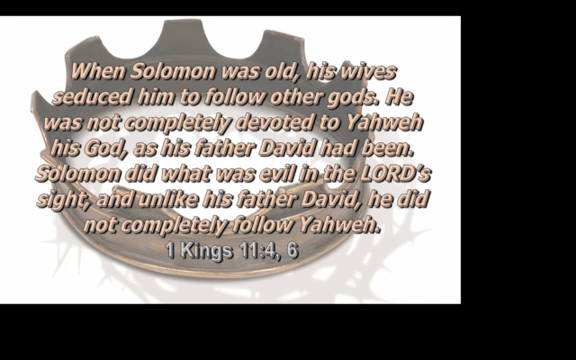 When Solomon was old, his wives
seduced him to follow other gods. He
was not completely devoted to Yahweh
his God, as his father David had been.
Solomon did what was evil in the LORD's
sight, and unlike his father David, he did
not completely follow Yahweh.
1 Kings 11:4, 6